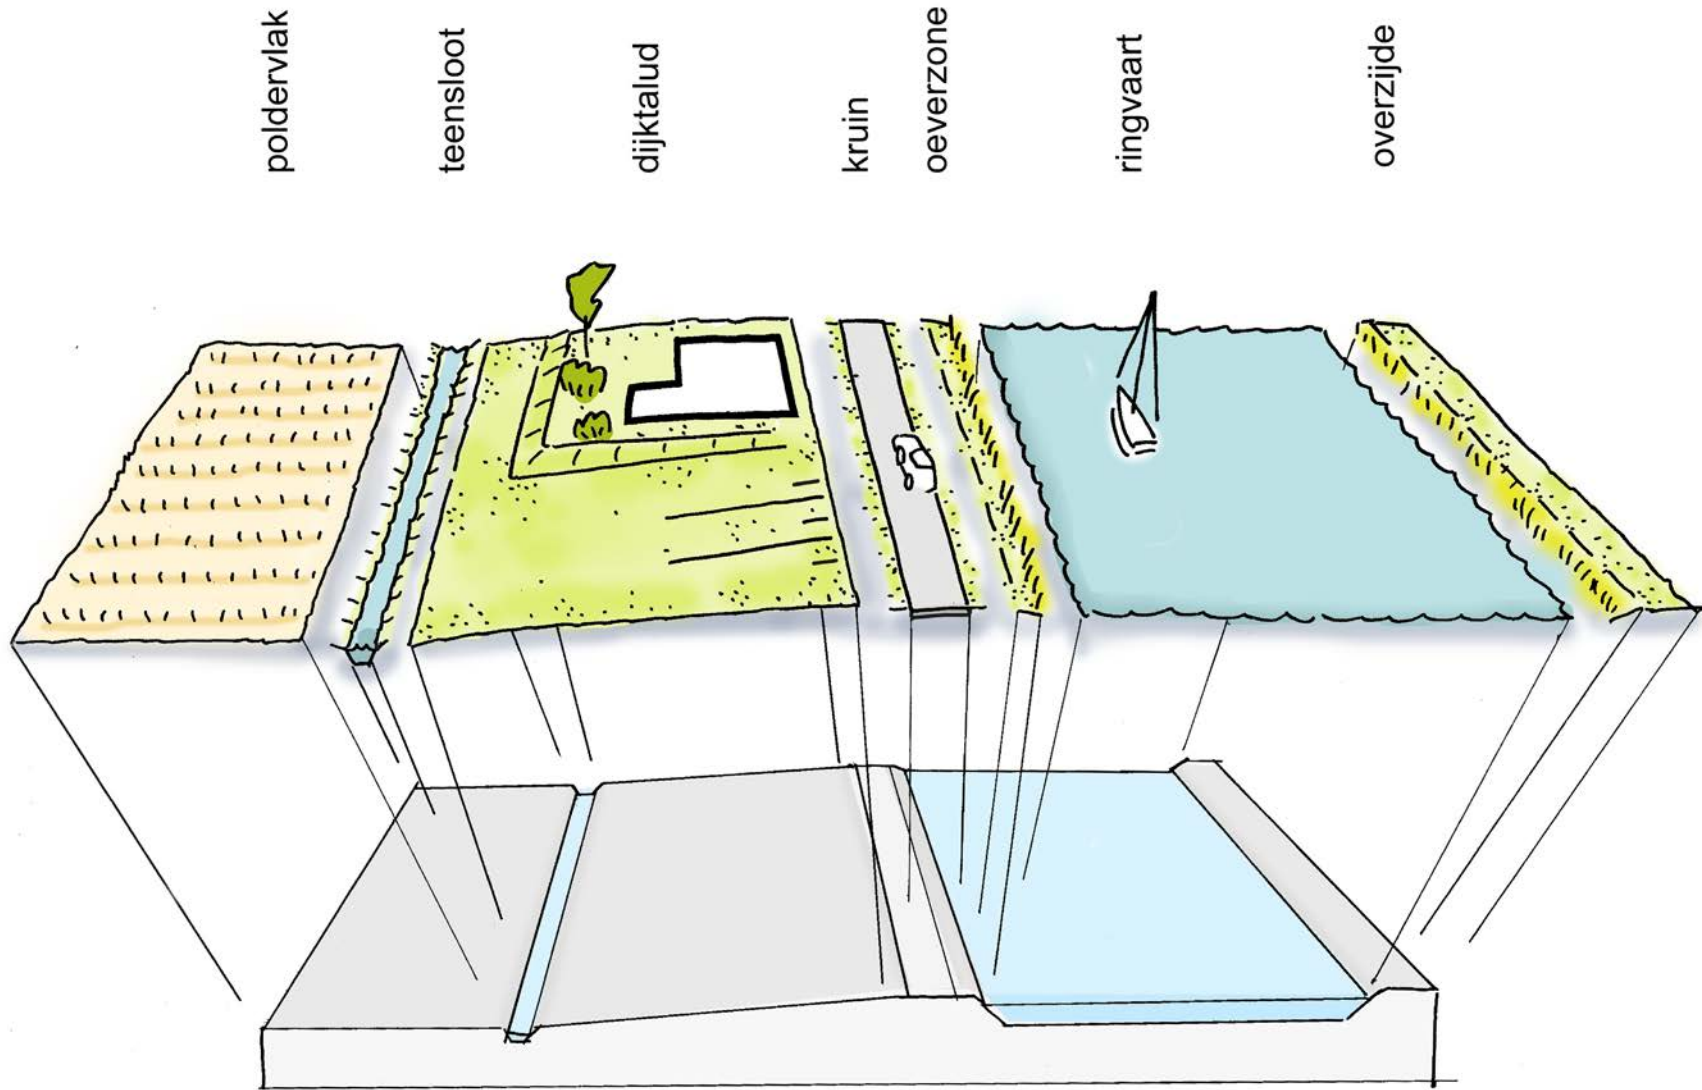 poldervlak
teensloot
dijktalud
kruin
oeverzone
ringvaart
overzijde